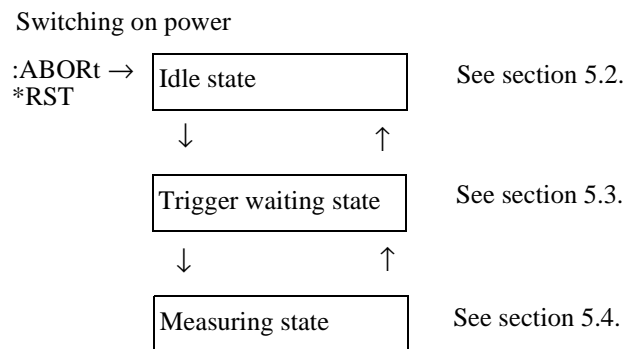 Switching on power
:ABORt → Idle state See section 5.2.
*RST
↓ ↑
Trigger waiting state See section 5.3.
↓ ↑
Measuring state See section 5.4.